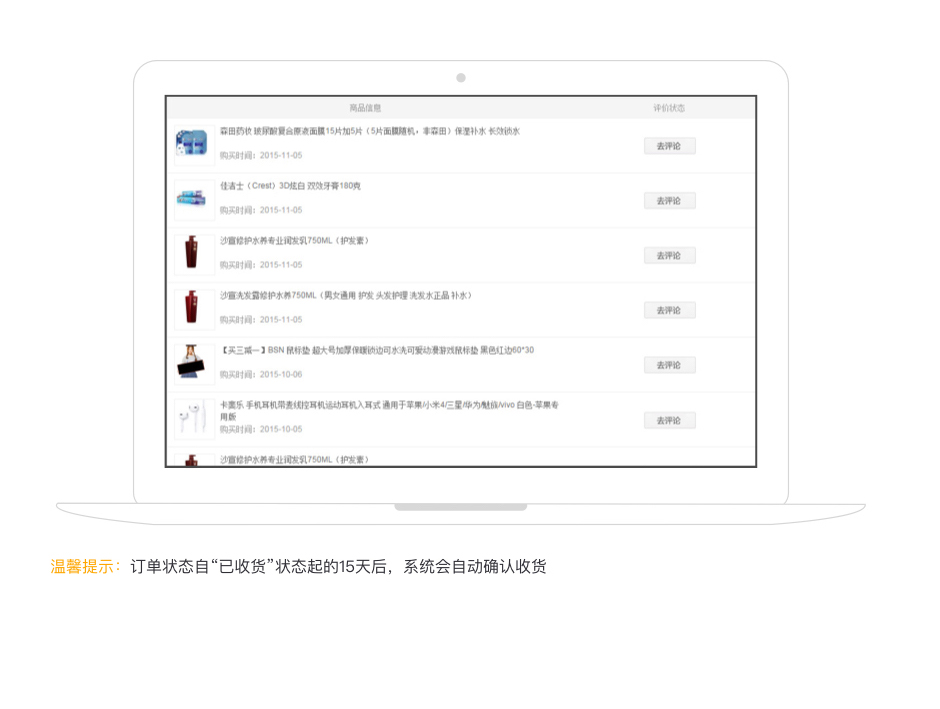 商品信息 评价状态
森田药妆 玻尿酸复合原液面膜15片加5片（5片面膜随机，非森田）保湿补水 长效锁水
去评论
购买时间：2015-11-05
佳洁士（Crest）3D炫白 双效牙膏180克
去评论
购买时间：2015-11-05
沙宣修护水养专业润发乳750ML（护发素）
去评论
购买时间：2015-11-05
沙宣洗发露修护水养750ML（男女通用 护发 头发护理 洗发水正品 补水）
去评论
购买时间：2015-11-05
【买三减一】BSN 鼠标垫 超大号加厚保暖锁边可水洗可爱动漫游戏鼠标垫 黑色红边60*30
去评论
购买时间：2015-10-06
卡奥乐 手机耳机带麦线控耳机运动耳机入耳式 通用于苹果/小米4/三星/华为/魅族/vivo 白色-苹果专
用版
去评论
购买时间：2015-10-05
沙宣修护水养专业润发乳750ML（护发素）
温馨提示：订单状态自“已收货”状态起的15天后，系统会自动确认收货